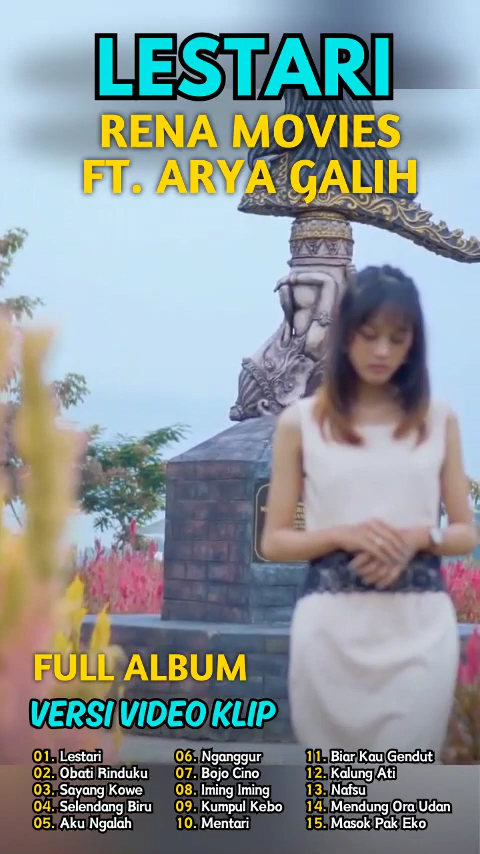 LESTARI
RENA MOVIES
FT. ARYA GALIH
FULL ALBUM
VERSI VIDEO KLIP
01. Lestari
02. Obati Rinduku
03. Sayang Kowe
04. Selendang Biru
05. Aku Ngalah
06. Nganggur
07. Bojo Cino
08. Iming Iming
09. Kumpul Kebo
10. Mentari
11. Biar Kau Gendut
12. Kalung Ati
13. Nafsu
14. Mendung Ora Udan
15. Masok Pak Eko